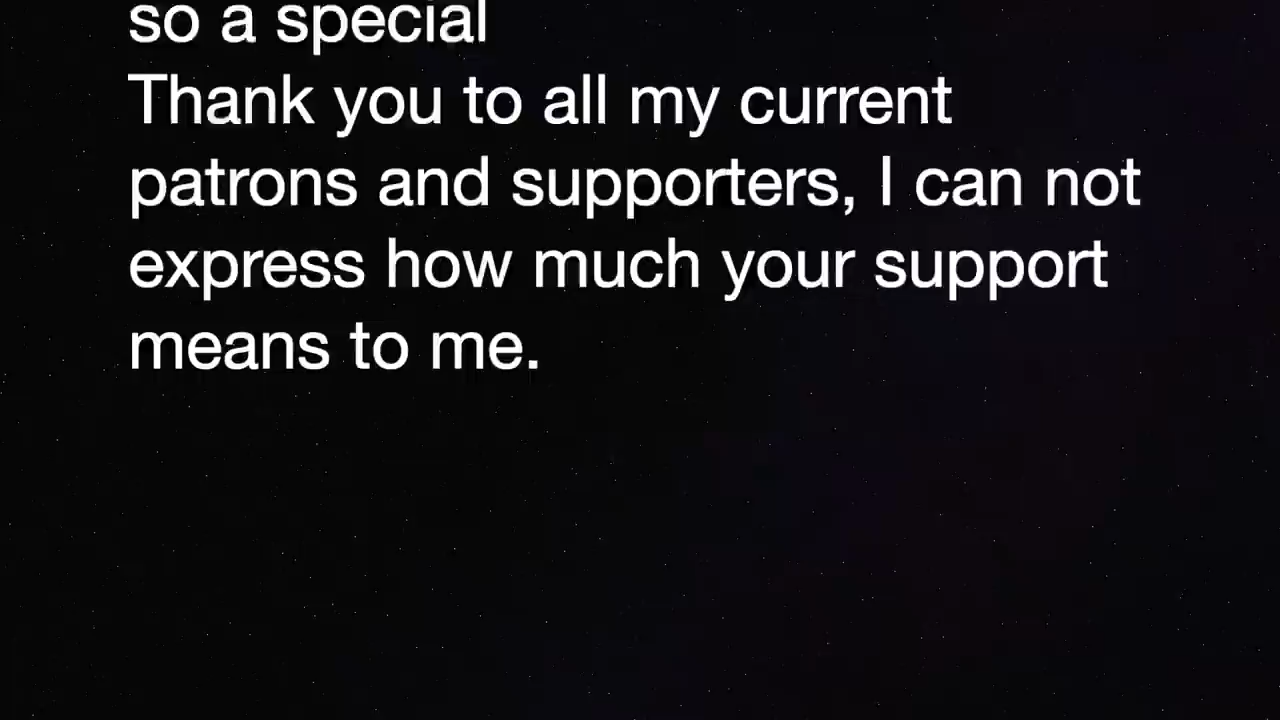 so a special
Thank you to all my current
patrons and supporters, I can not
express how much your support
means to me.